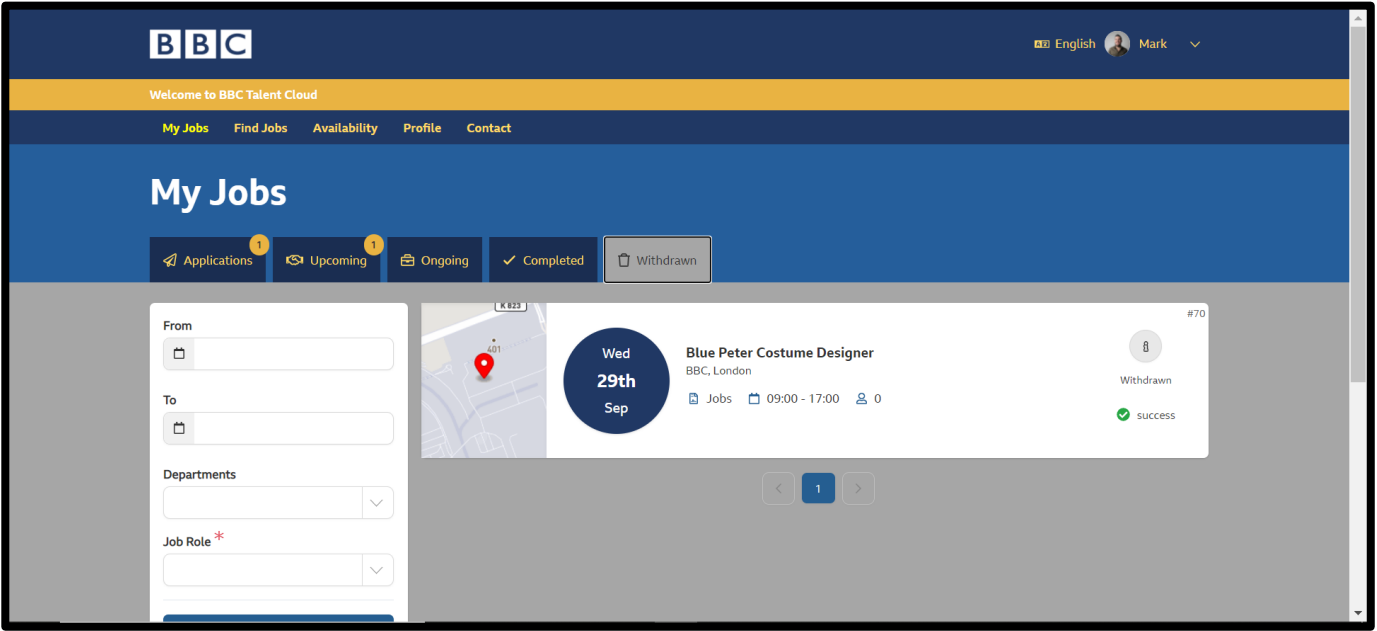 BBC
English Mark
Welcome to BBC Talent Cloud
My Jobs Find Jobs Availability Profile Contact
My Jobs
Applications 1 Upcoming 1 Ongoing Completed Withdrawn
From
To
Departments
Job Role *
K 823
401
Wed
29th
Sep
Blue Peter Costume Designer
BBC, London
Jobs 09:00 - 17:00 0
#70
Withdrawn
success
1